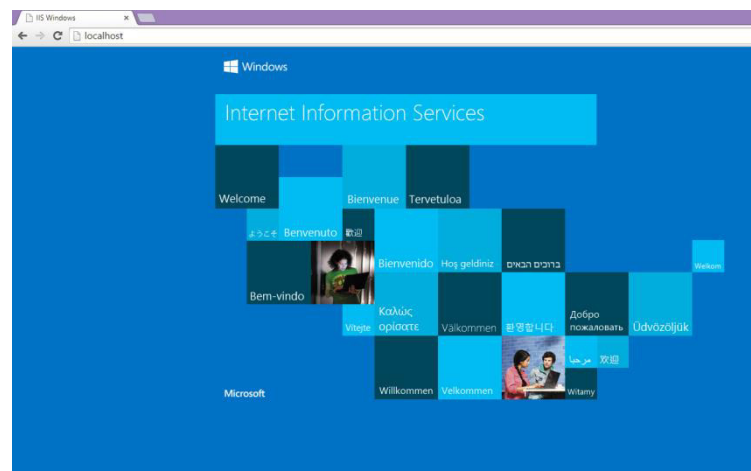 IIS Windows
localhost
Windows
Internet Information Services
Welcome
Bienvenue
Tervetuloa
ようこそ
Benvenuto
歡迎
Bienvenido
Hoş geldiniz
ברוכים הבאים
Welkom
Bem-vindo
Vítejte
Καλώς
ορίσατε
Välkommen
환영합니다
Добро
пожаловать
Üdvözöljük
مرحبا
欢迎
Microsoft
Willkommen
Velkommen
Witamy